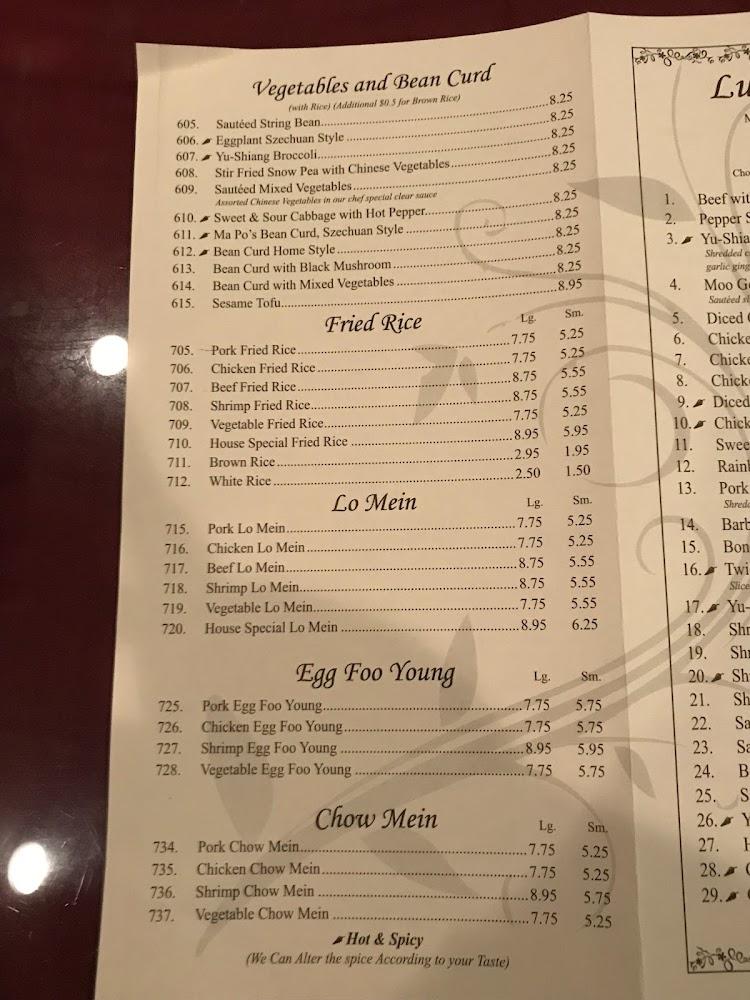 Vegetables and Bean Curd
(with Rice) (Additional $0.5 for Brown Rice)
605. Sautéed String Bean 8.25
606. Eggplant Szechuan Style 8.25
607. Yu-Shiang Broccoli 8.25
608. Stir Fried Snow Pea with Chinese Vegetables 8.25
609. Sautéed Mixed Vegetables 8.25
Assorted Chinese Vegetables in our chef special clear sauce
610. Sweet & Sour Cabbage with Hot Pepper 8.25
611. Ma Po's Bean Curd, Szechuan Style 8.25
612. Bean Curd Home Style 8.25
613. Bean Curd with Black Mushroom 8.25
614. Bean Curd with Mixed Vegetables 8.25
615. Sesame Tofu 8.95
Fried Rice Lg. Sm.
705. Pork Fried Rice 7.75 5.25
706. Chicken Fried Rice 7.75 5.25
707. Beef Fried Rice 8.75 5.55
708. Shrimp Fried Rice 8.75 5.55
709. Vegetable Fried Rice 7.75 5.25
710. House Special Fried Rice 8.95 5.95
711. Brown Rice 2.95 1.95
712. White Rice 2.50 1.50
Lo Mein Lg. Sm.
715. Pork Lo Mein 7.75 5.25
716. Chicken Lo Mein 7.75 5.25
717. Beef Lo Mein 8.75 5.55
718. Shrimp Lo Mein 8.75 5.55
719. Vegetable Lo Mein 7.75 5.55
720. House Special Lo Mein 8.95 6.25
Egg Foo Young Lg. Sm.
725. Pork Egg Foo Young 7.75 5.75
726. Chicken Egg Foo Young 7.75 5.75
727. Shrimp Egg Foo Young 8.95 5.95
728. Vegetable Egg Foo Young 7.75 5.75
Chow Mein Lg. Sm.
734. Pork Chow Mein 7.75 5.25
735. Chicken Chow Mein 7.75 5.25
736. Shrimp Chow Mein 8.95 5.75
737. Vegetable Chow Mein 7.75 5.25
Hot & Spicy
(We Can Alter the spice According to your Taste)
Lu
1. Beef wit
2. Pepper S
3. Yu-Shia
Shredded c
garlic ging
4. Moo G
Sautéed sl
5. Diced
6. Chicke
7. Chicke
8. Chick
9. Diced
10. Chick
11. Swee
12. Rain
13. Pork
Shredd
14. Barb
15. Bon
16. Twi
Slice
17. Yu-
18. Shr
19. Shr
20. Sh
21. Sh
22. Sa
23. Sa
24. B
25. S
26. Y
27.
28.
29.